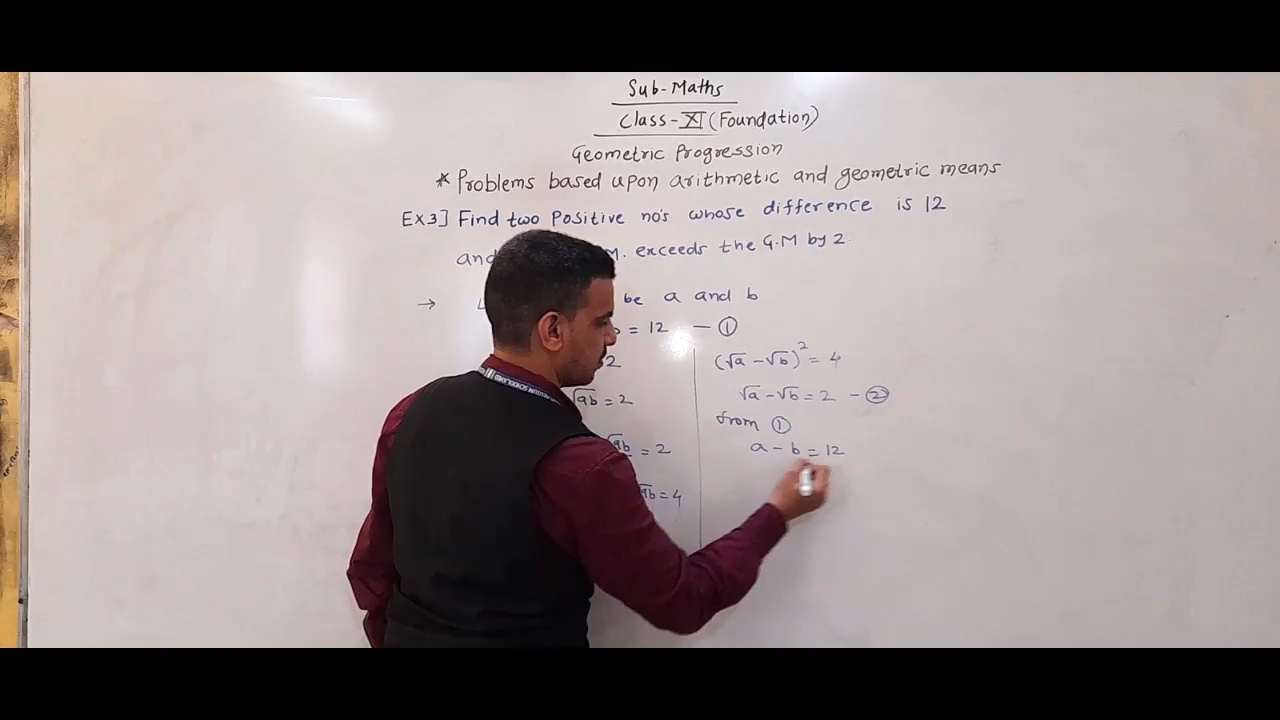 Sub-Maths
Class-XI (Foundation)
Geometric Progression
* Problems based upon arithmetic and geometric means
Ex 3] Find two Positive no's whose difference is 12
and M. exceeds the G.M by 2.
→ be a and b
= 12 — ①
2
√ab = 2
√ab = 2
√ab = 4
(√a - √b)² = 4
√a - √b = 2 - ②
from ①
a - b = 12